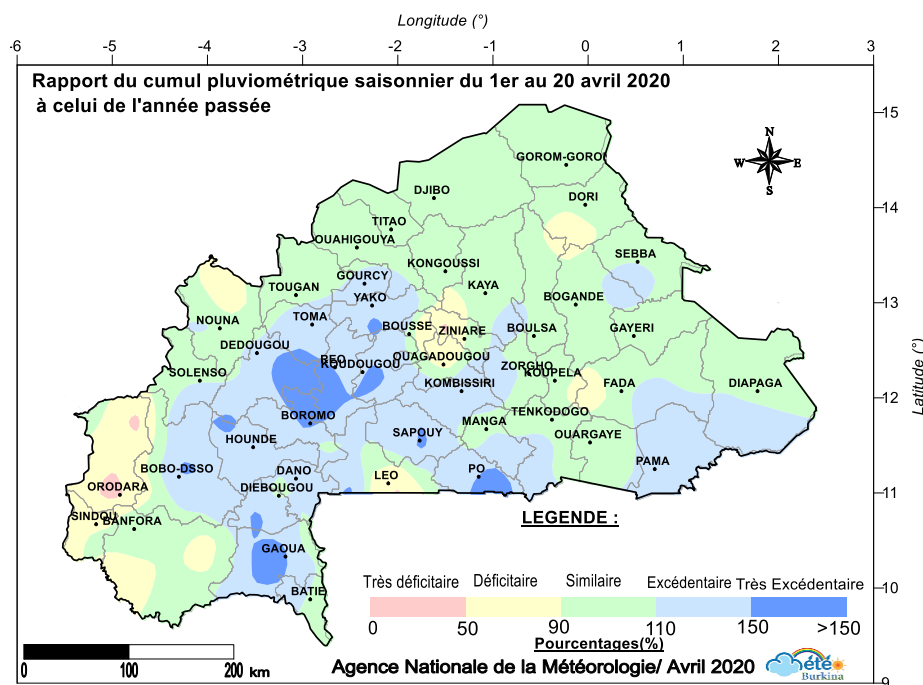 Longitude (°)
-6 -5 -4 -3 -2 -1 0 1 2 3
Rapport du cumul pluviométrique saisonnier du 1er au 20 avril 2020
à celui de l'année passée
15
N
W E
S
GOROM-GOROM
DJIBO
DORI
14
TITAO
OUAHIGOUYA
SEBBA
KONGOUSSI
GOURCY
KAYA
TOUGAN
YAKO
BOGANDE
13
TOMA
NOUNA
BOUSSE
ZINIARE
BOULSA
GAYERI
DEDOUGOU
REO
KOUDOUGOU
OUAGADOUGOU
ZORGHO
KOUPELA
SOLENSO
KOMBISSIRI
FADA
DIAPAGA
12
BOROMO
TENKODOGO
MANGA
HOUNDE
SAPOUY
OUARGAYE
Latitude (°)
BOBO-DSSO
DANO
LEO
PO
PAMA
ORODARA
DIEBOUGOU
11
SINDOU
BANFORA
LEGENDE :
GAOUA
BATIE
10
Très déficitaire Déficitaire Similaire Excédentaire Très Excédentaire
0 50 90 110 150 >150
Pourcentages(%)
0 100 200 km
Agence Nationale de la Météorologie/ Avril 2020
été
Burkina
9